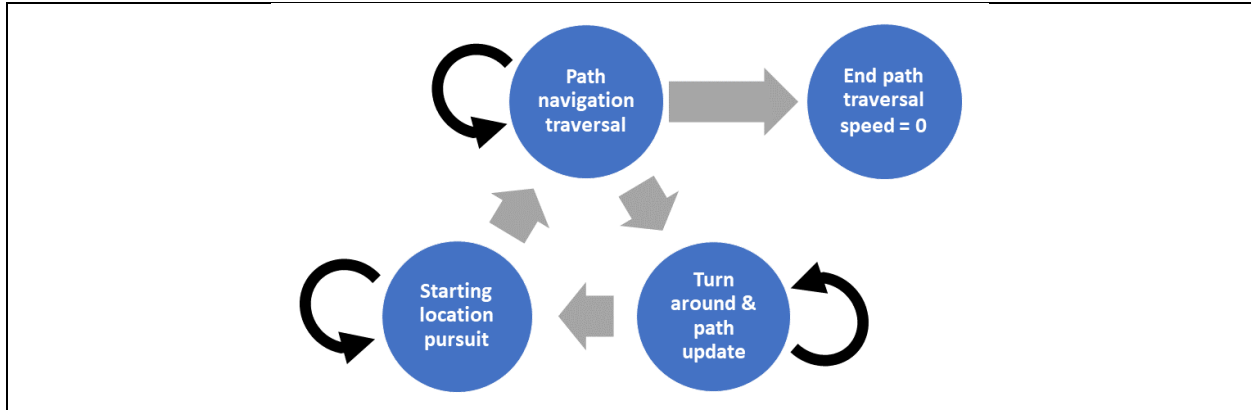 Path
navigation
traversal
End path
traversal
speed = 0
Starting
location
pursuit
Turn
around &
path
update